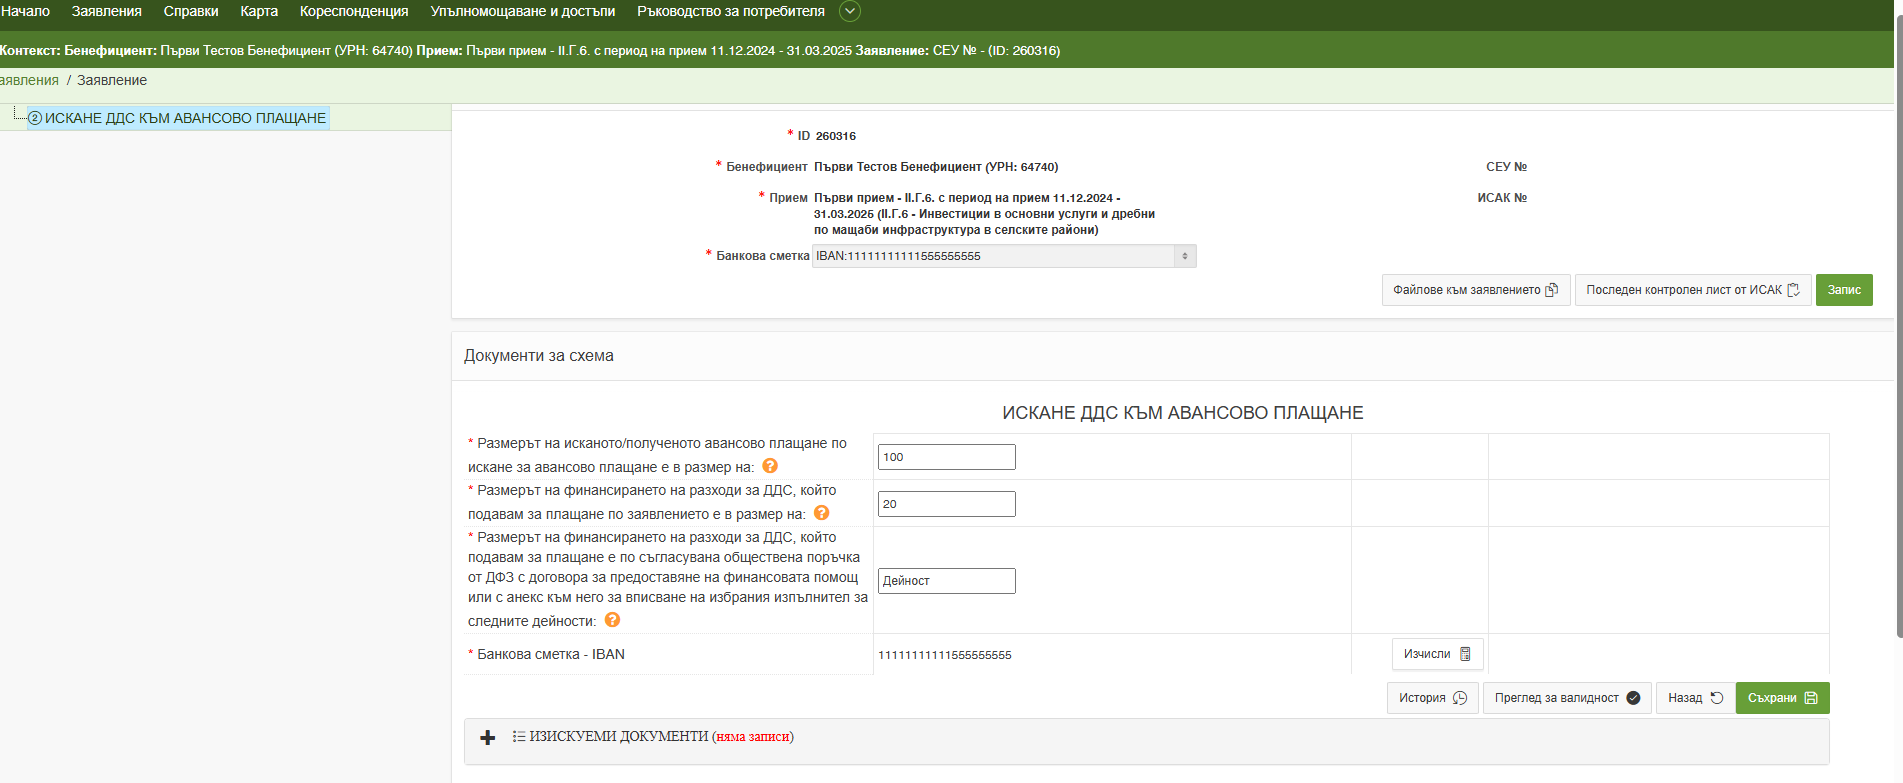 Начало Заявления Справки Карта Кореспонденция Упълномощаване и достъпи Ръководство за потребителя
Контекст: Бенефициент: Първи Тестов Бенефициент (УРН: 64740) Прием: Първи прием - II.Г.6. с период на прием 11.12.2024 - 31.03.2025 Заявление: СЕУ № - (ID: 260316)
аявления / Заявление
2 ИСКАНЕ ДДС КЪМ АВАНСОВО ПЛАЩАНЕ
* ID 260316
* Бенефициент Първи Тестов Бенефициент (УРН: 64740)
СЕУ №
* Прием Първи прием - II.Г.6. с период на прием 11.12.2024 -
31.03.2025 (II.Г.6 - Инвестиции в основни услуги и дребни
по мащаби инфраструктура в селските райони)
ИСАК №
* Банкова сметка IBAN:11111111111555555555
Файлове към заявлението
Последен контролен лист от ИСАК
Запис
Документи за схема
ИСКАНЕ ДДС КЪМ АВАНСОВО ПЛАЩАНЕ
* Размерът на исканото/полученото авансово плащане по
искане за авансово плащане е в размер на: ?
100
* Размерът на финансирането на разходи за ДДС, който
подавам за плащане по заявлението е в размер на: ?
20
* Размерът на финансирането на разходи за ДДС, който
подавам за плащане е по съгласувана обществена поръчка
от ДФЗ с договора за предоставяне на финансовата помощ
или с анекс към него за вписване на избрания изпълнител за
следните дейности: ?
Дейност
* Банкова сметка - IBAN
11111111111555555555
Изчисли
История
Преглед за валидност
Назад
Съхрани
ИЗИСКУЕМИ ДОКУМЕНТИ (няма записи)